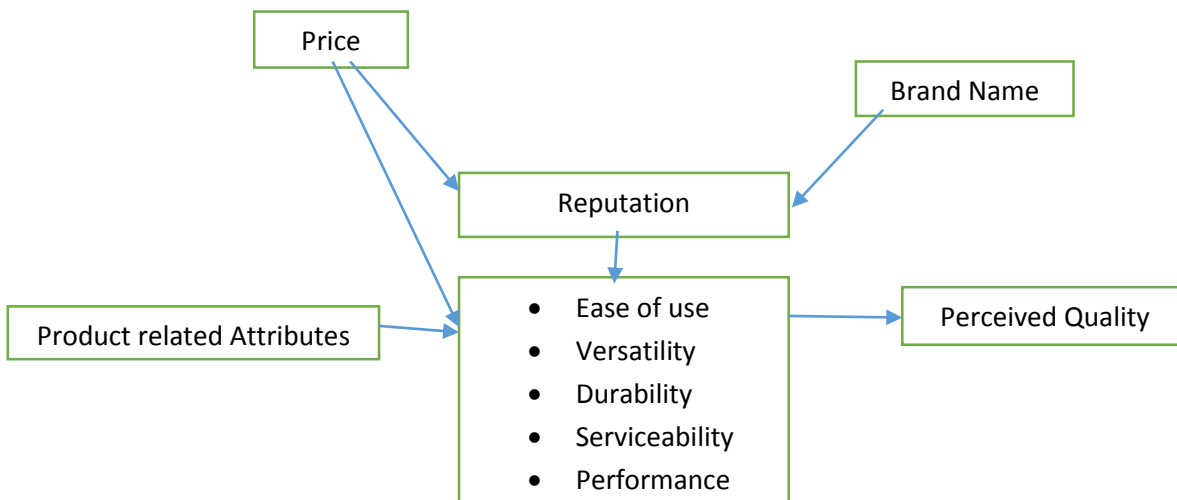 Price
Brand Name
Reputation
Product related Attributes
• Ease of use
• Versatility
• Durability
• Serviceability
• Performance
Perceived Quality